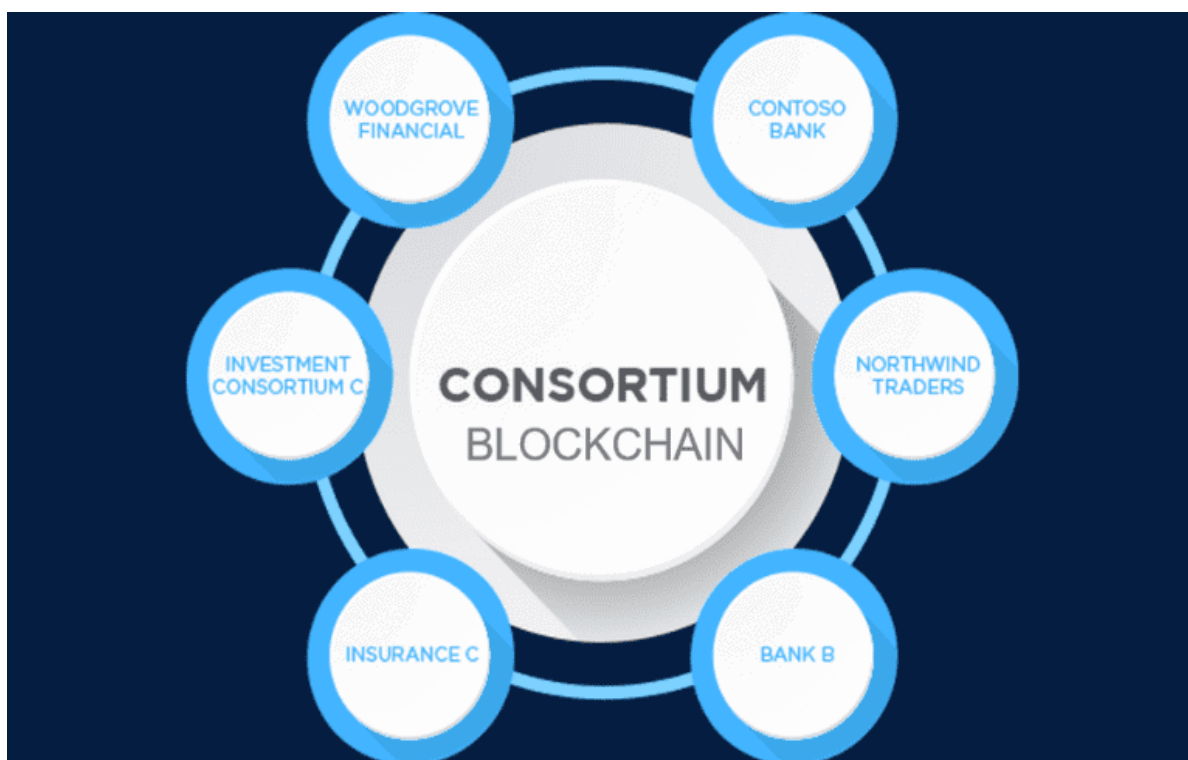 WOODGROVE
FINANCIAL
CONTOSO
BANK
INVESTMENT
CONSORTIUM C
CONSORTIUM
BLOCKCHAIN
NORTHWIND
TRADERS
INSURANCE C
BANK B